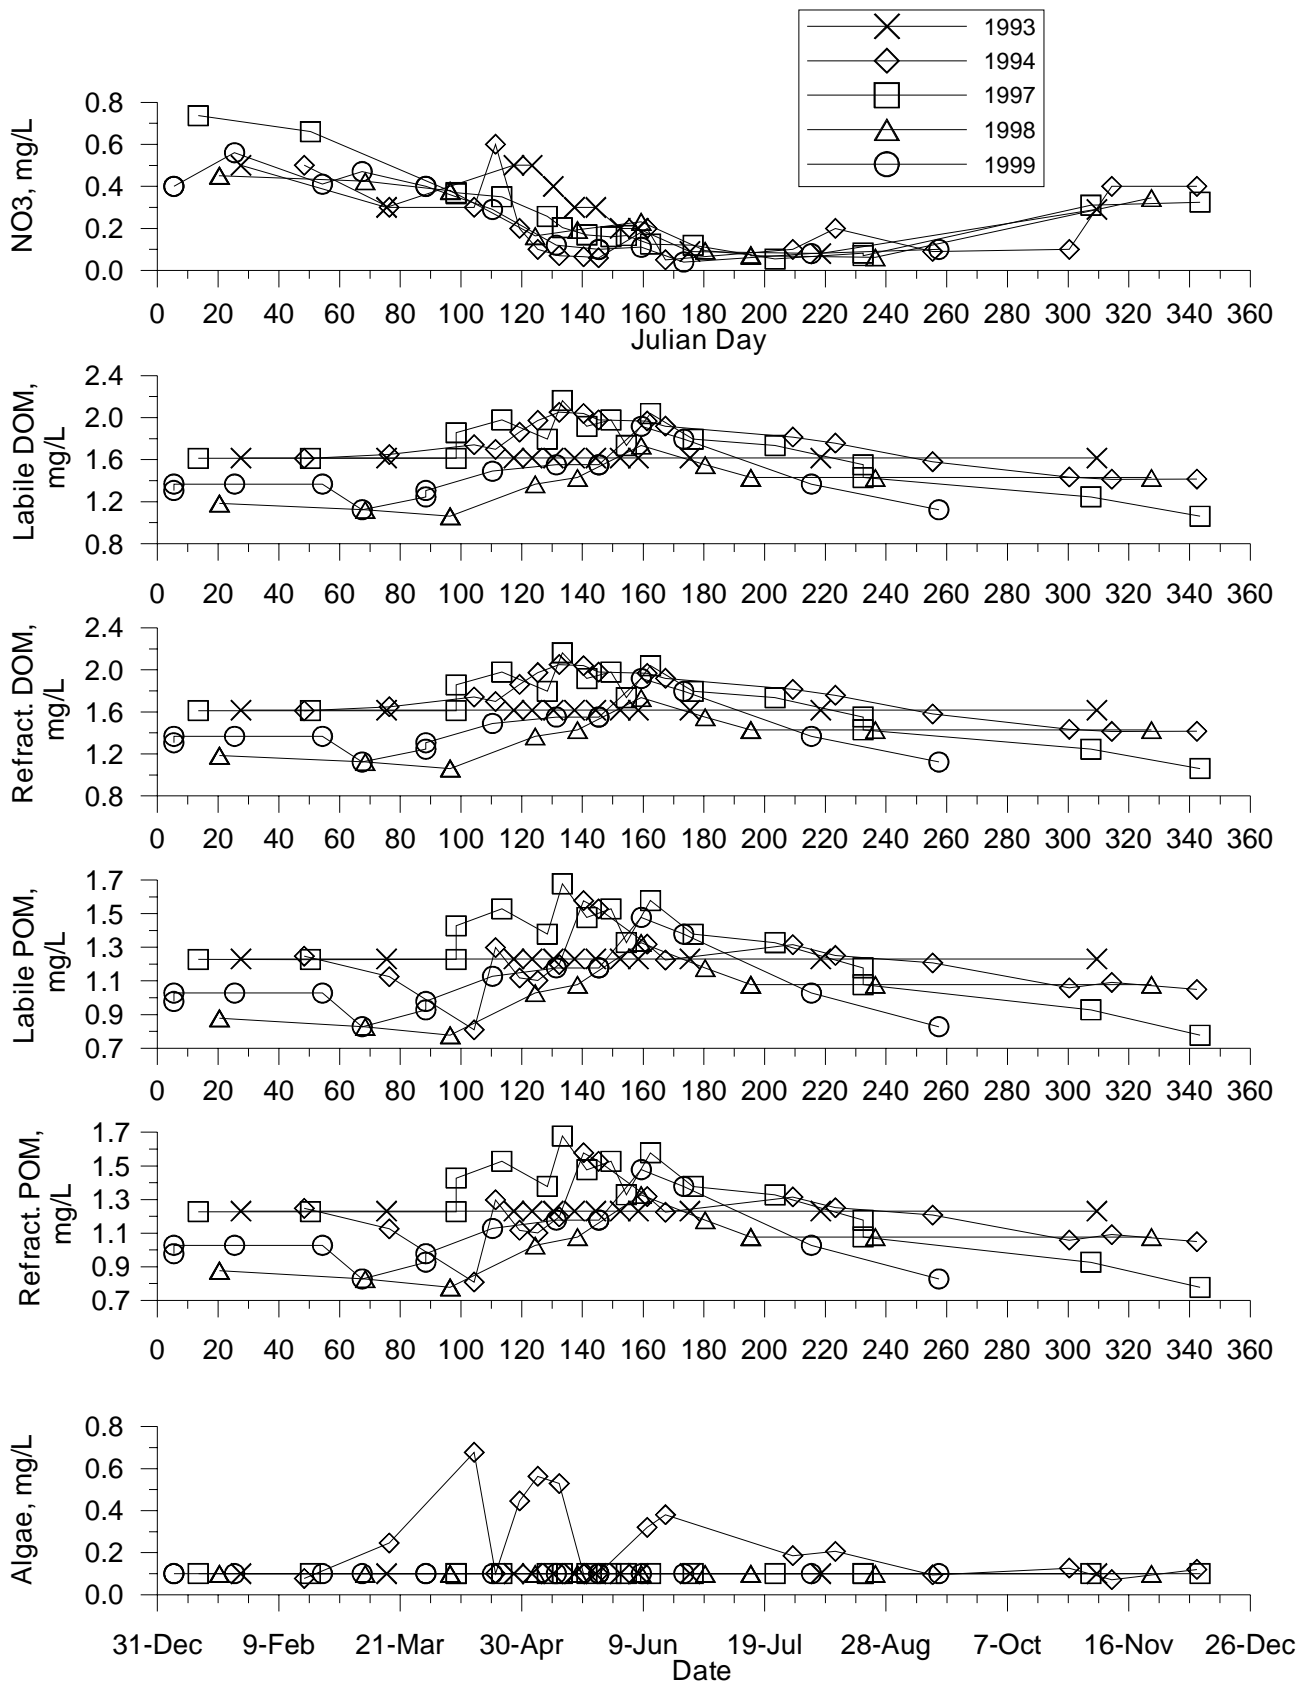 1993
1994
1997
1998
1999
NO3, mg/L
0.8
0.6
0.4
0.2
0.0
0 20 40 60 80 100 120 140 160 180 200 220 240 260 280 300 320 340 360
Julian Day
Labile DOM,
mg/L
2.4
2.0
1.6
1.2
0.8
0 20 40 60 80 100 120 140 160 180 200 220 240 260 280 300 320 340 360
Refract. DOM,
mg/L
2.4
2.0
1.6
1.2
0.8
0 20 40 60 80 100 120 140 160 180 200 220 240 260 280 300 320 340 360
Labile POM,
mg/L
1.7
1.5
1.3
1.1
0.9
0.7
0 20 40 60 80 100 120 140 160 180 200 220 240 260 280 300 320 340 360
Refract. POM,
mg/L
1.7
1.5
1.3
1.1
0.9
0.7
0 20 40 60 80 100 120 140 160 180 200 220 240 260 280 300 320 340 360
Algae, mg/L
0.8
0.6
0.4
0.2
0.0
31-Dec 9-Feb 21-Mar 30-Apr 9-Jun 19-Jul 28-Aug 7-Oct 16-Nov 26-Dec
Date